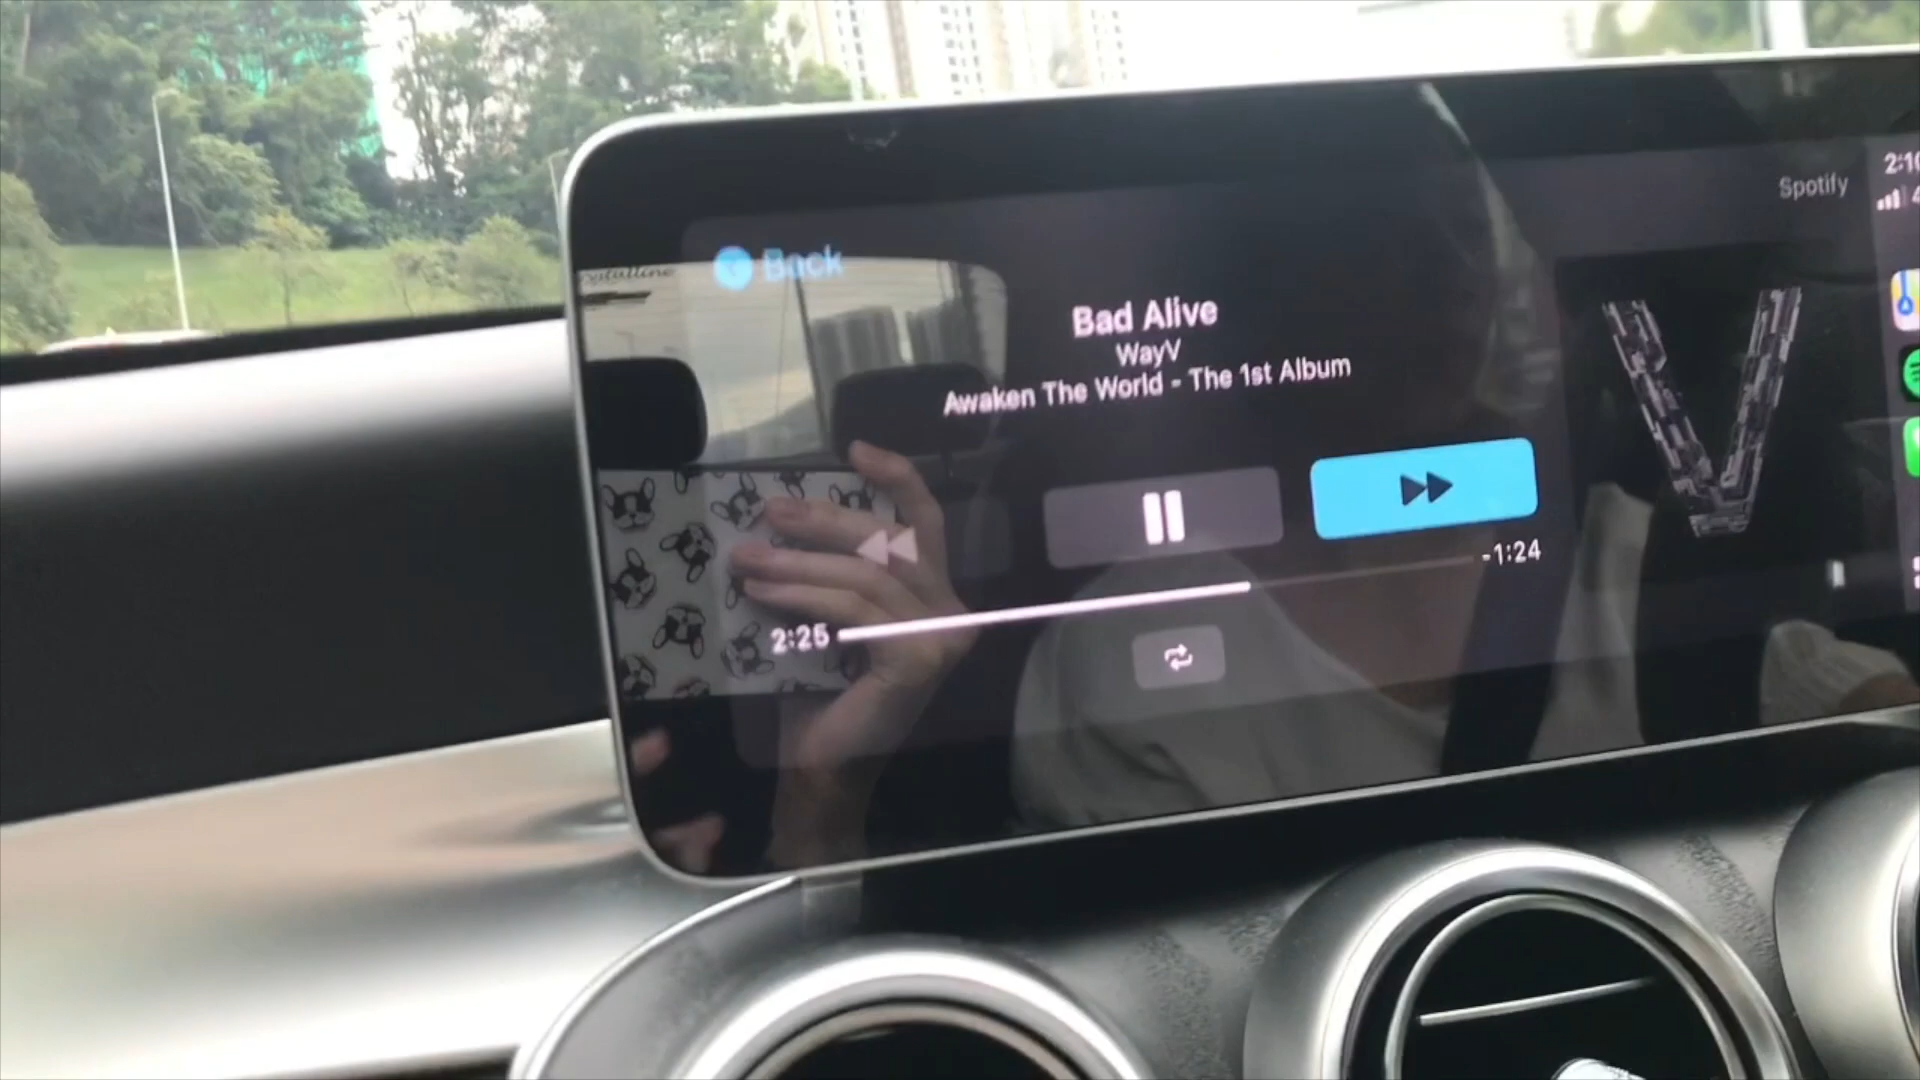 Spotify
Back
Bad Alive
WayV
Awaken The World - The 1st Album
-1:24
2:25